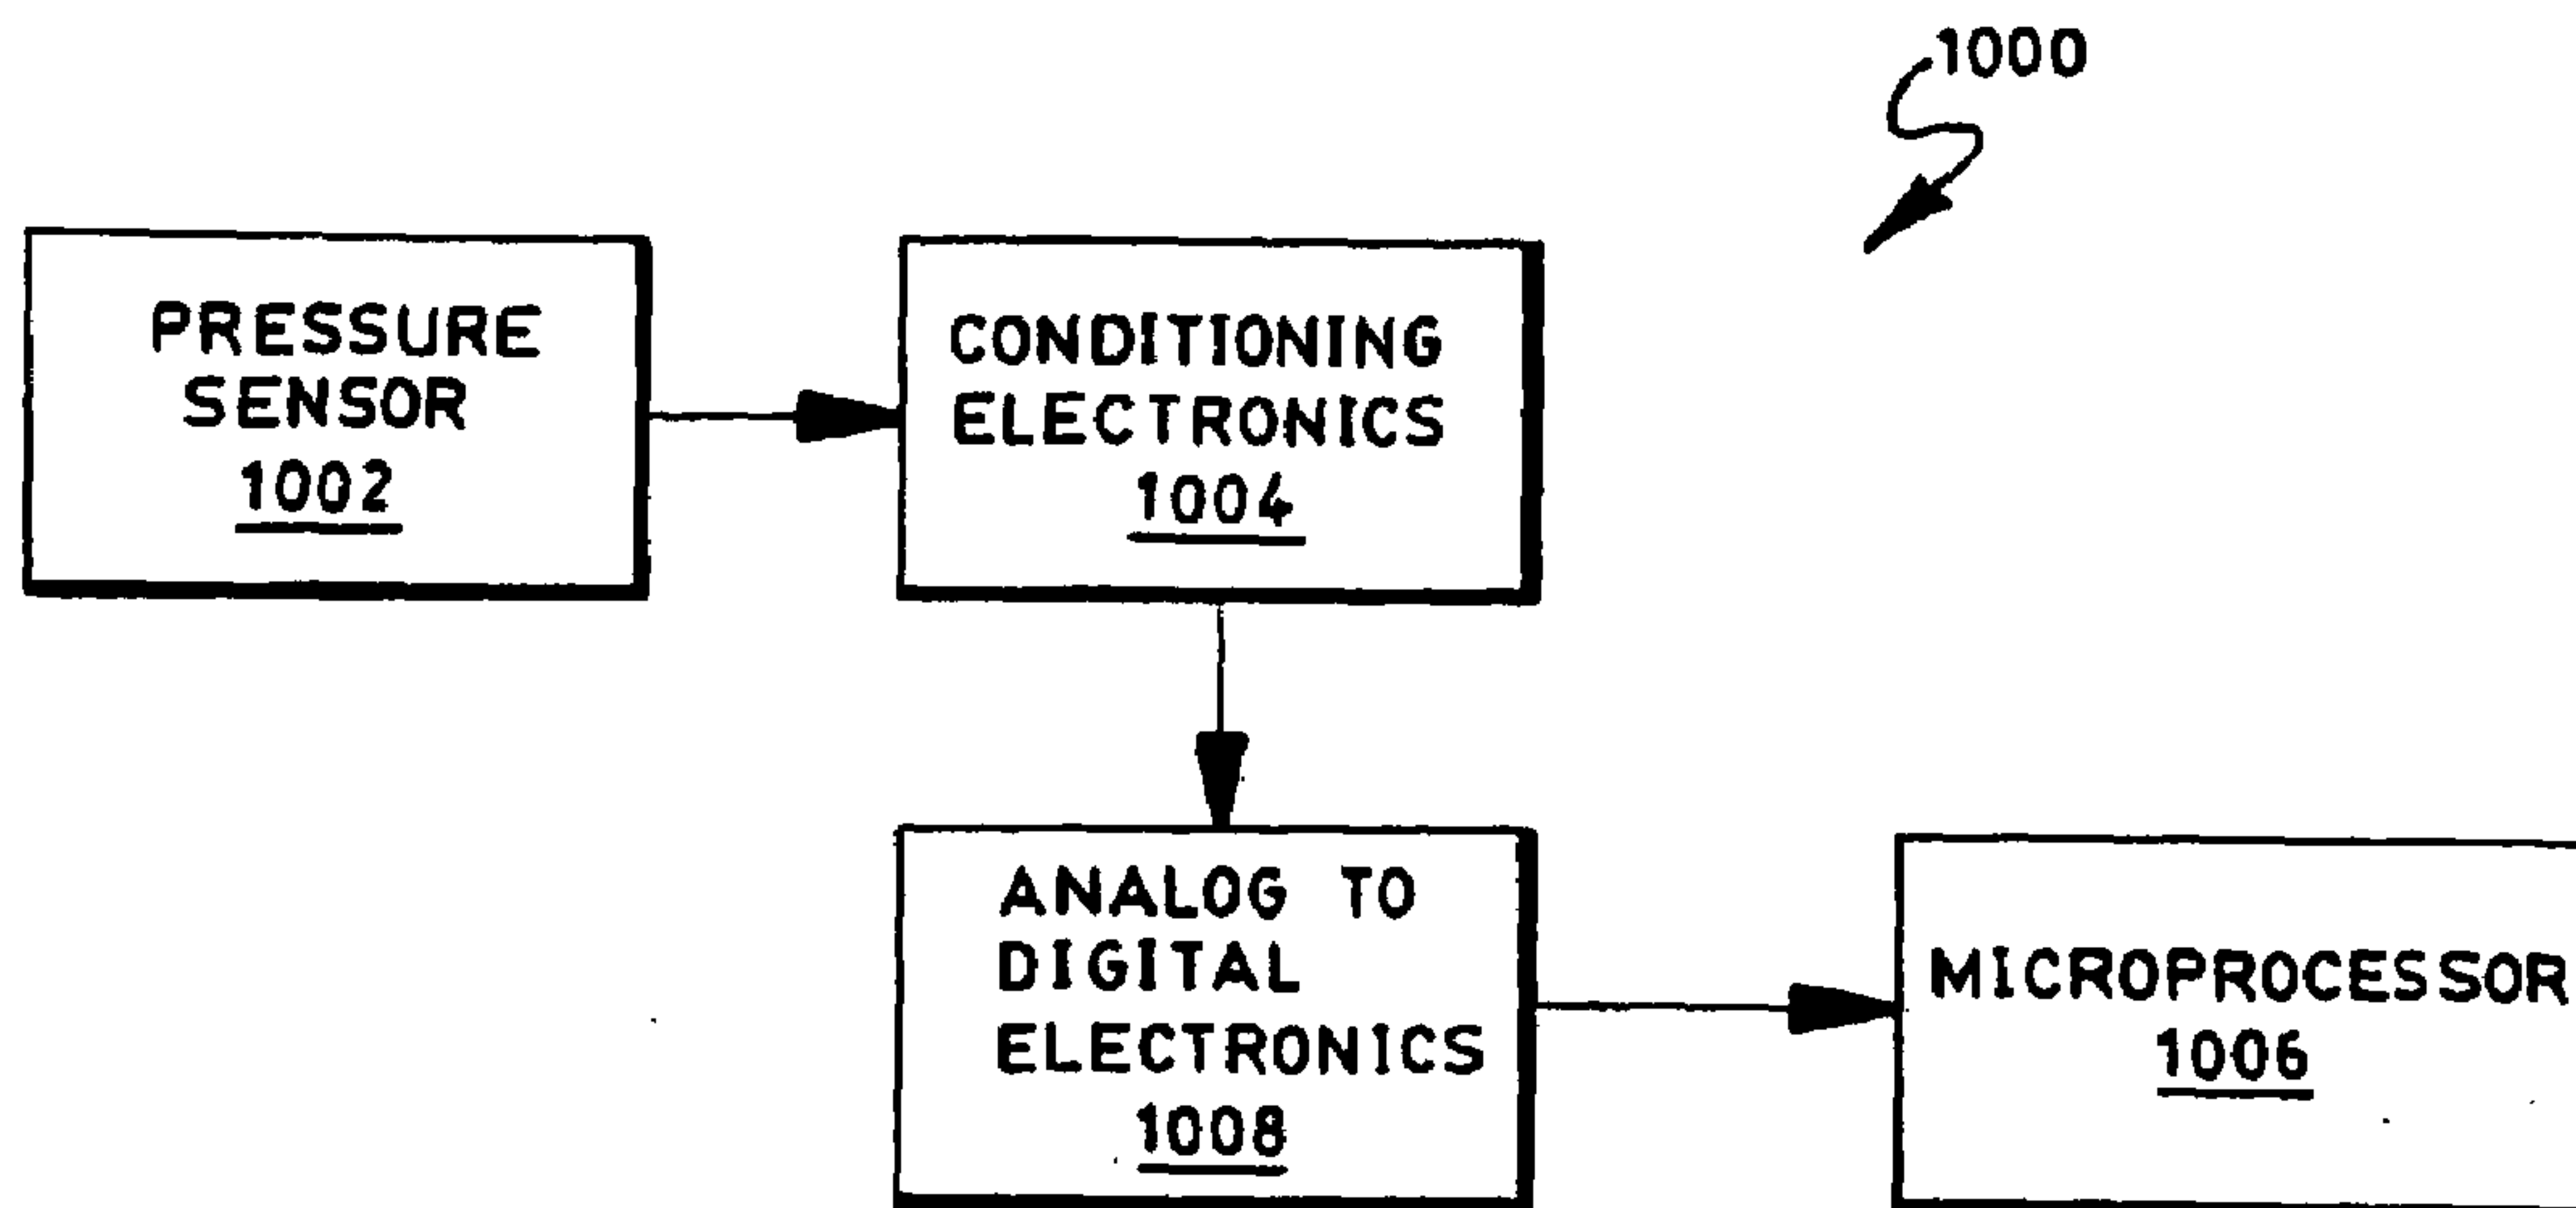 1000
PRESSURE
SENSOR
1002
CONDITIONING
ELECTRONICS
1004
ANALOG TO
DIGITAL
ELECTRONICS
1008
MICROPROCESSOR
1006